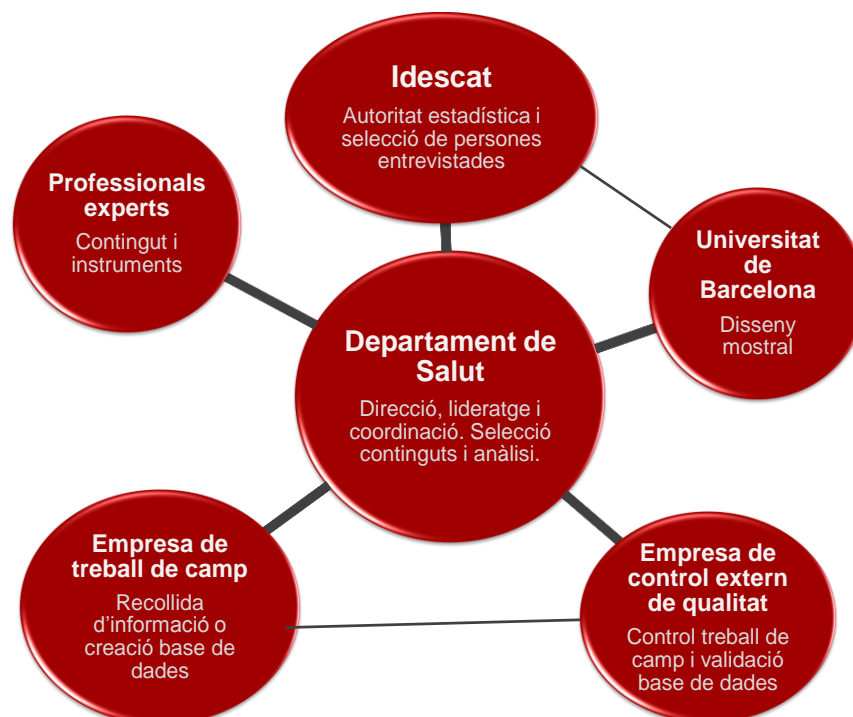 Idescat
Autoritat estadística i
selecció de persones
entrevistades
Professionals
experts
Contingut i
instruments
Universitat
de
Barcelona
Disseny
mostral
Departament de
Salut
Direcció, lideratge i
coordinació. Selecció
continguts i anàlisi.
Empresa de
treball de camp
Recollida
d’informació o
creació base de
dades
Empresa de
control extern
de qualitat
Control treball de
camp i validació
base de dades